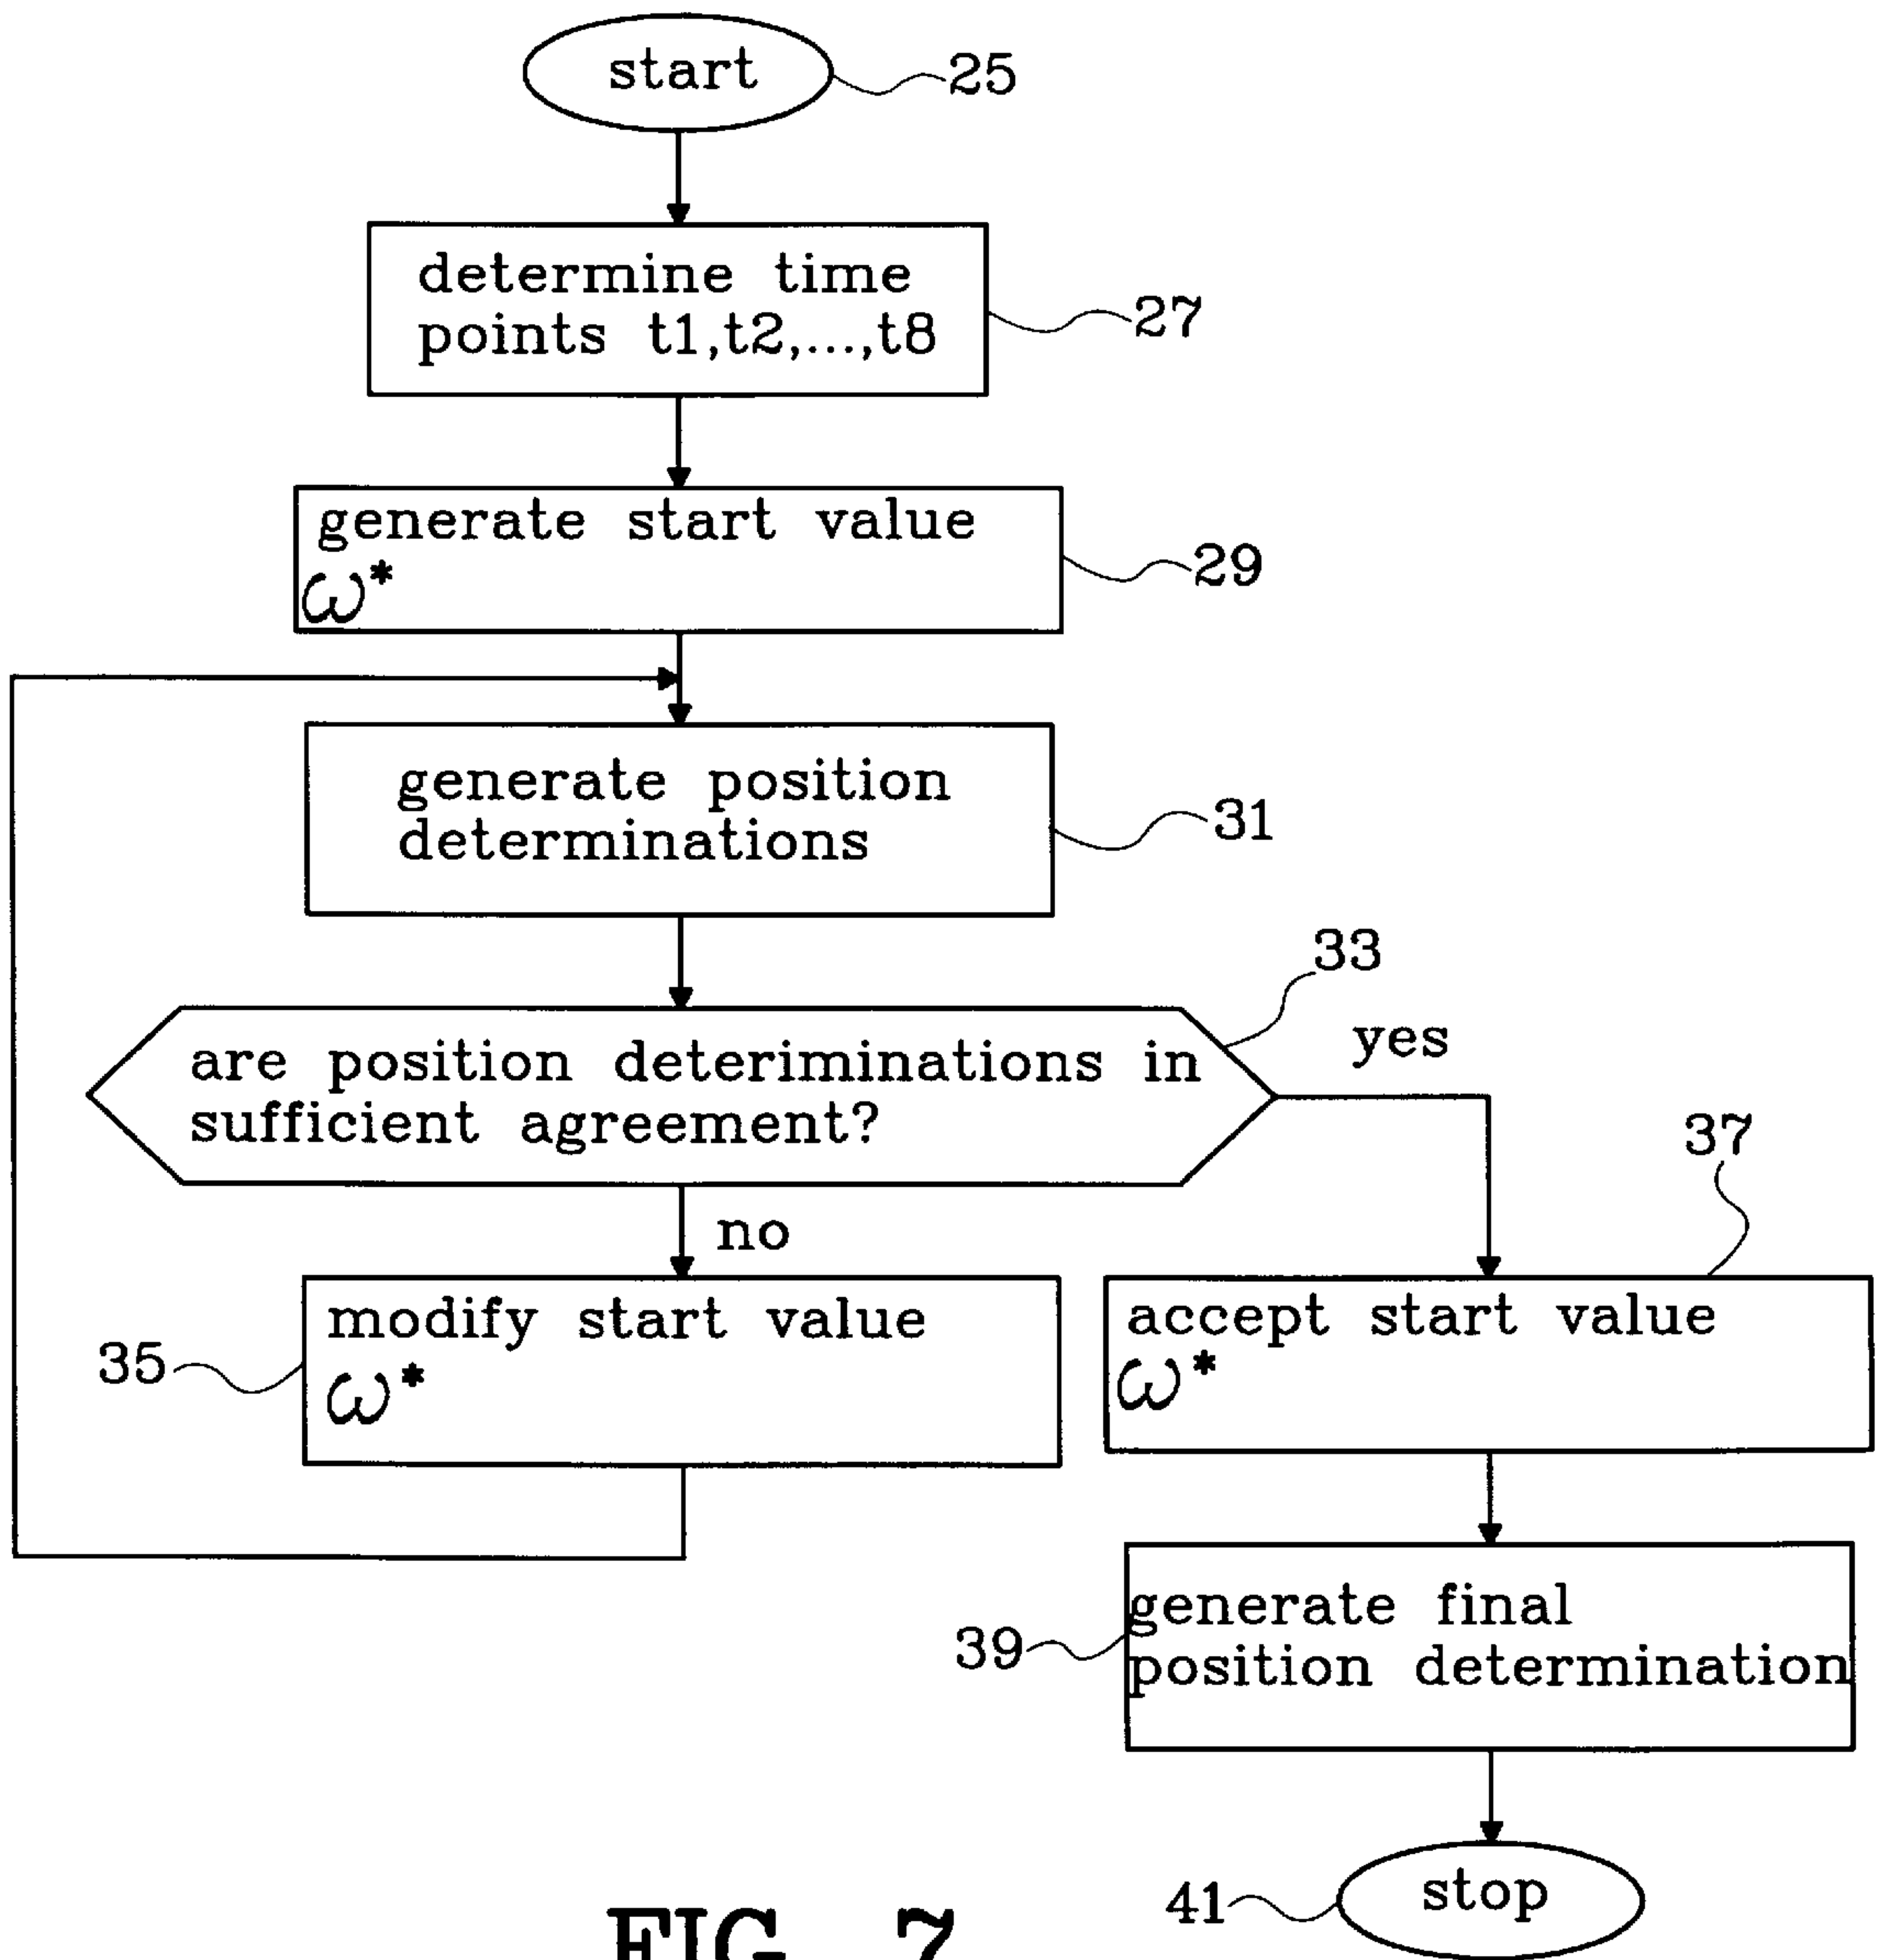 start
25
determine time
points t1,t2,...,t8
27
generate start value
ω*
29
generate position
determinations
31
33
are position deteriminations in
sufficient agreement?
yes
no
37
modify start value
ω*
35
accept start value
ω*
generate final
position determination
39
stop
41
FIG. 7